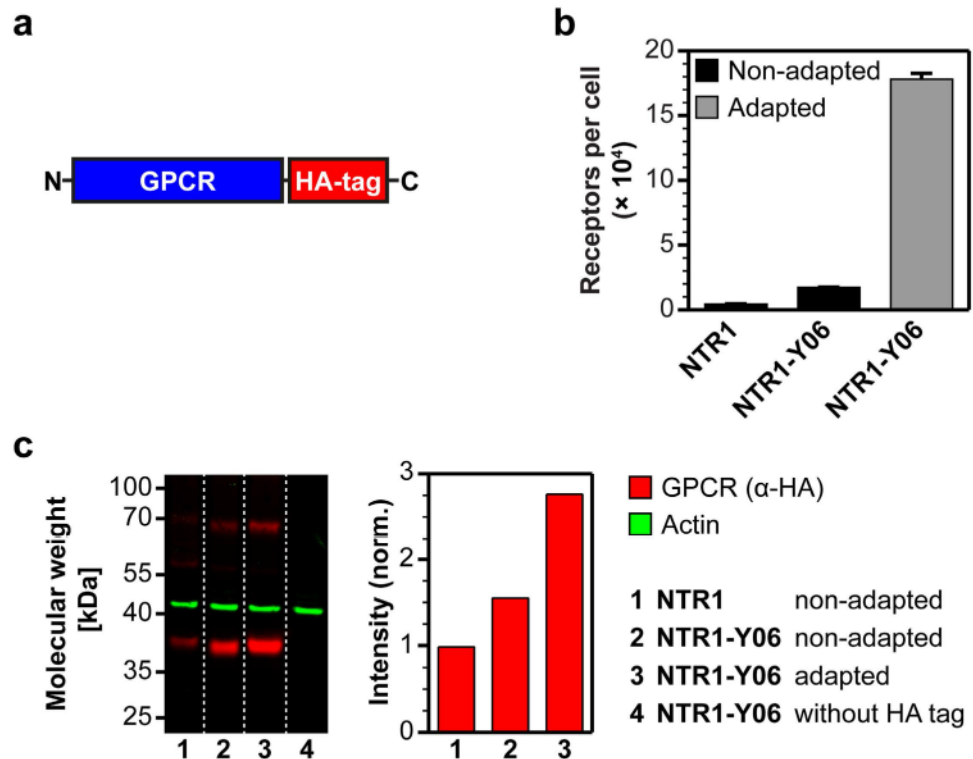 a
N GPCR HA-tag C
b
Receptors per cell
(× 10⁴)
20
15
10
5
0
Non-adapted
Adapted
NTR1
NTR1-Y06
NTR1-Y06
c
Molecular weight
[kDa]
100
70
55
40
35
25
1 2 3 4
Intensity (norm.)
3
2
1
0
1 2 3
GPCR (α-HA)
Actin
1 NTR1 non-adapted
2 NTR1-Y06 non-adapted
3 NTR1-Y06 adapted
4 NTR1-Y06 without HA tag